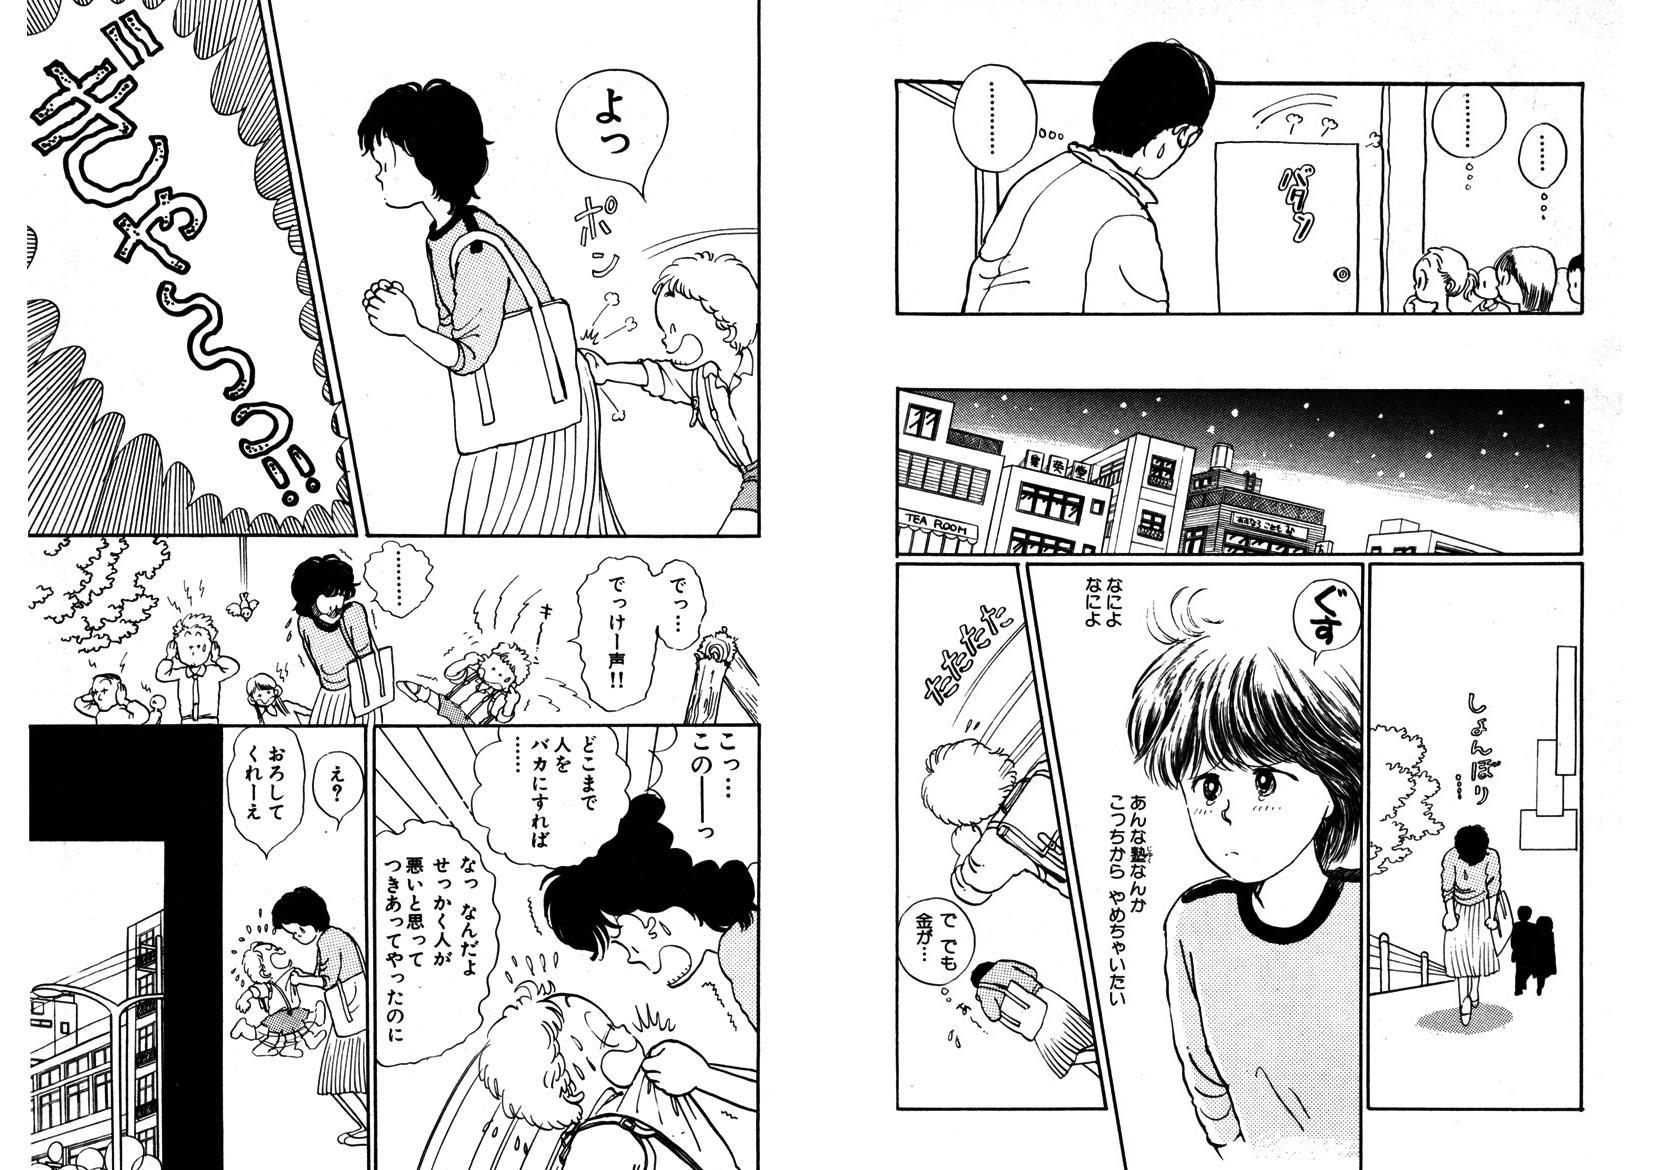 ………
………
……
バタン
TEA ROOM
しょんぼり…
ぐす
なによ
なによ
あんな塾なんか
じゅく
こっちから やめちゃいたい
たたたたた
で でも
金が…
よっ
ポン
ぎゃ～っ!!
でっ…
でっけー声!!
キ
………
こっ…
この――っ
どこまで
人を
バカにすれば
……
なっ なんだよ
せっかく人が
悪いと思って
つきあってやったのに
え?
おろして
くれーえ